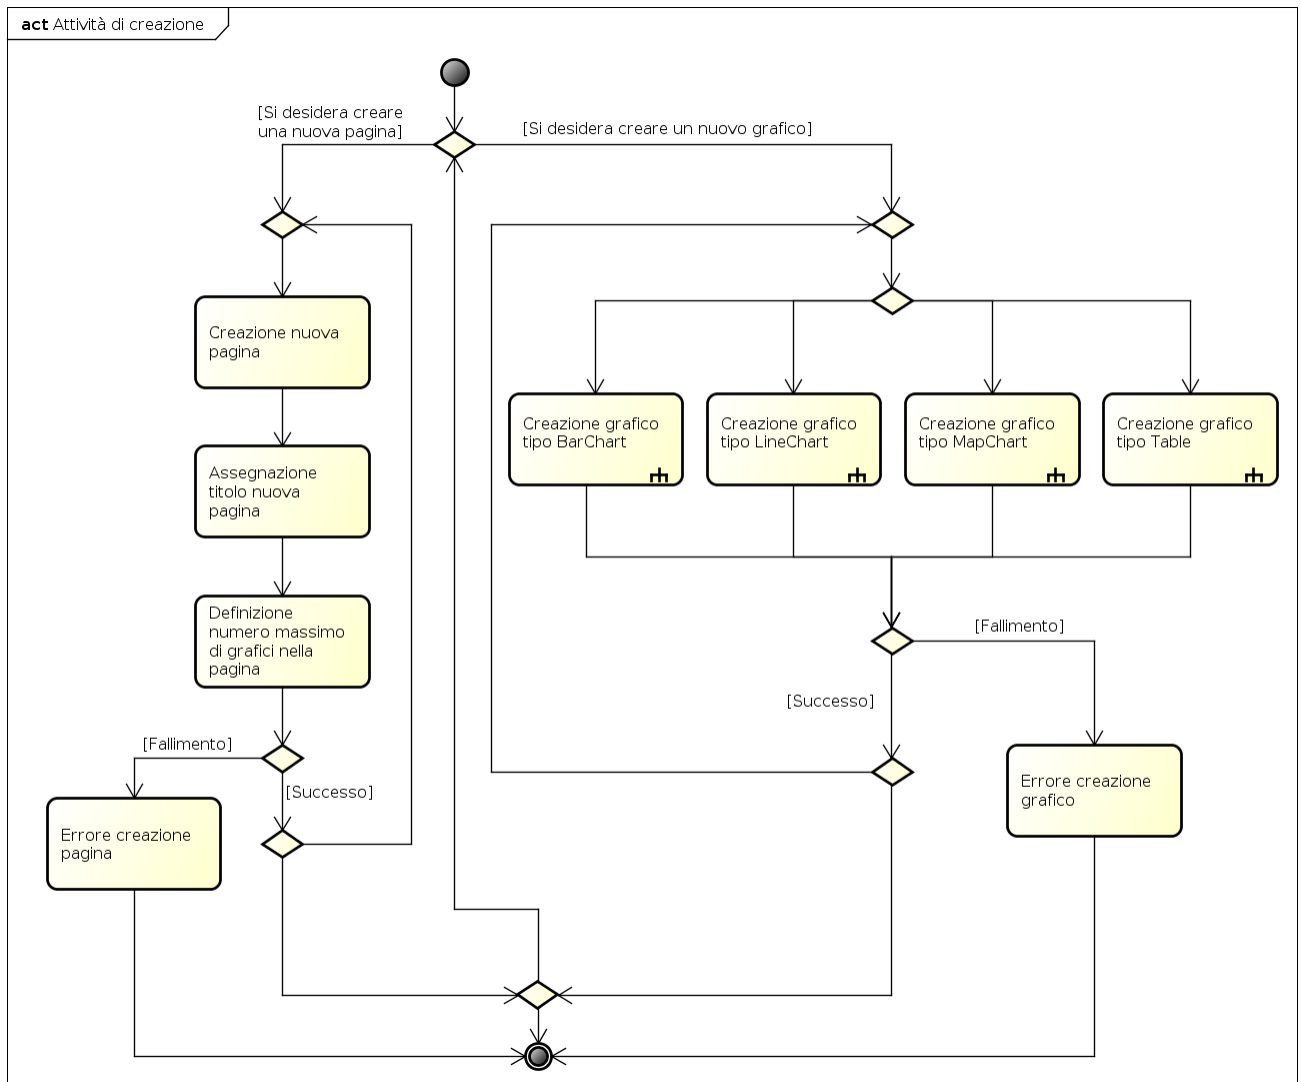 act Attività di creazione
[Si desidera creare
una nuova pagina]
[Si desidera creare un nuovo grafico]
Creazione nuova
pagina
Assegnazione
titolo nuova
pagina
Definizione
numero massimo
di grafici nella
pagina
[Fallimento]
[Successo]
Errore creazione
pagina
Creazione grafico
tipo BarChart
Creazione grafico
tipo LineChart
Creazione grafico
tipo MapChart
Creazione grafico
tipo Table
[Fallimento]
[Successo]
Errore creazione
grafico